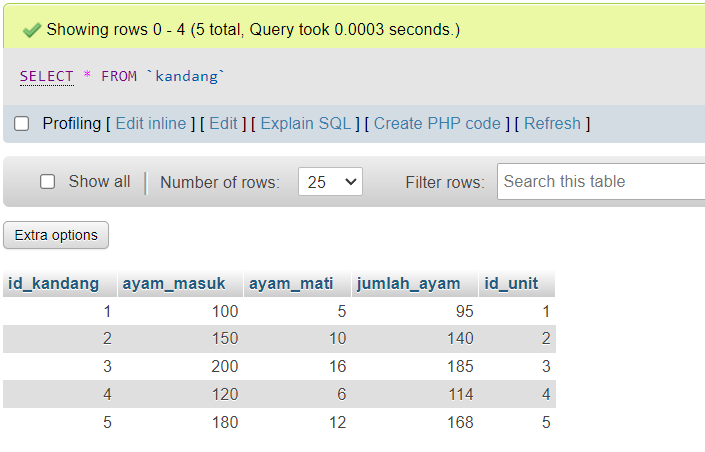 Showing rows 0 - 4 (5 total, Query took 0.0003 seconds.)
SELECT * FROM `kandang`
Profiling [ Edit inline ] [ Edit ] [ Explain SQL ] [ Create PHP code ] [ Refresh ]
Show all | Number of rows: 25 Filter rows: Search this table
Extra options
id_kandang ayam_masuk ayam_mati jumlah_ayam id_unit
1 100 5 95 1
2 150 10 140 2
3 200 16 185 3
4 120 6 114 4
5 180 12 168 5